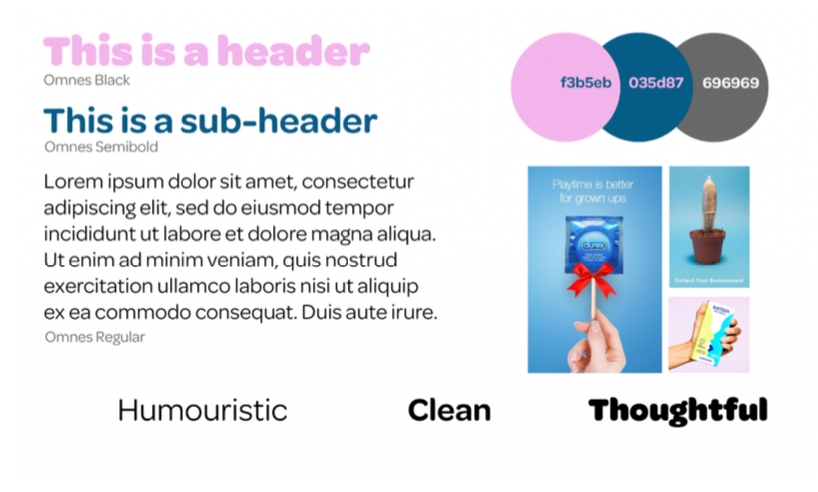 This is a header
Omnes Black
This is a sub-header
Omnes Semibold
Lorem ipsum dolor sit amet, consectetur
adipiscing elit, sed do eiusmod tempor
incididunt ut labore et dolore magna aliqua.
Ut enim ad minim veniam, quis nostrud
exercitation ullamco laboris nisi ut aliquip
ex ea commodo consequat. Duis aute irure.
Omnes Regular
f3b5eb
035d87
696969
Playtime is better
for grown ups
durex
Protect Your Environment
Humouristic
Clean
Thoughtful